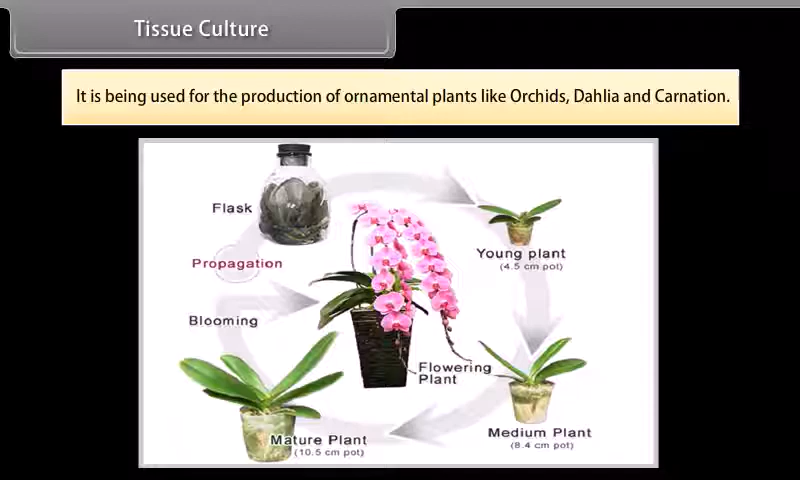 Tissue Culture
It is being used for the production of ornamental plants like Orchids, Dahlia and Carnation.
Flask
Young plant
(4.5 cm pot)
Propagation
Blooming
Flowering
Plant
Medium Plant
(8.4 cm pot)
Mature Plant
(10.5 cm pot)